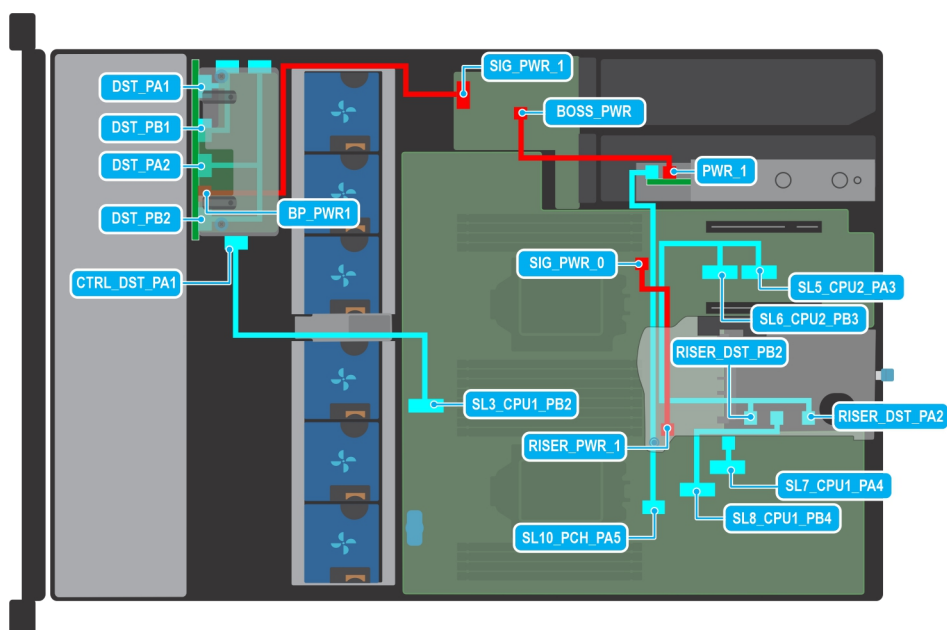 SIG_PWR_1
DST_PA1
BOSS_PWR
DST_PB1
DST_PA2
PWR_1
BP_PWR1
DST_PB2
SIG_PWR_0
CTRL_DST_PA1
SL5_CPU2_PA3
SL6_CPU2_PB3
RISER_DST_PB2
SL3_CPU1_PB2
RISER_DST_PA2
RISER_PWR_1
SL7_CPU1_PA4
SL8_CPU1_PB4
SL10_PCH_PA5